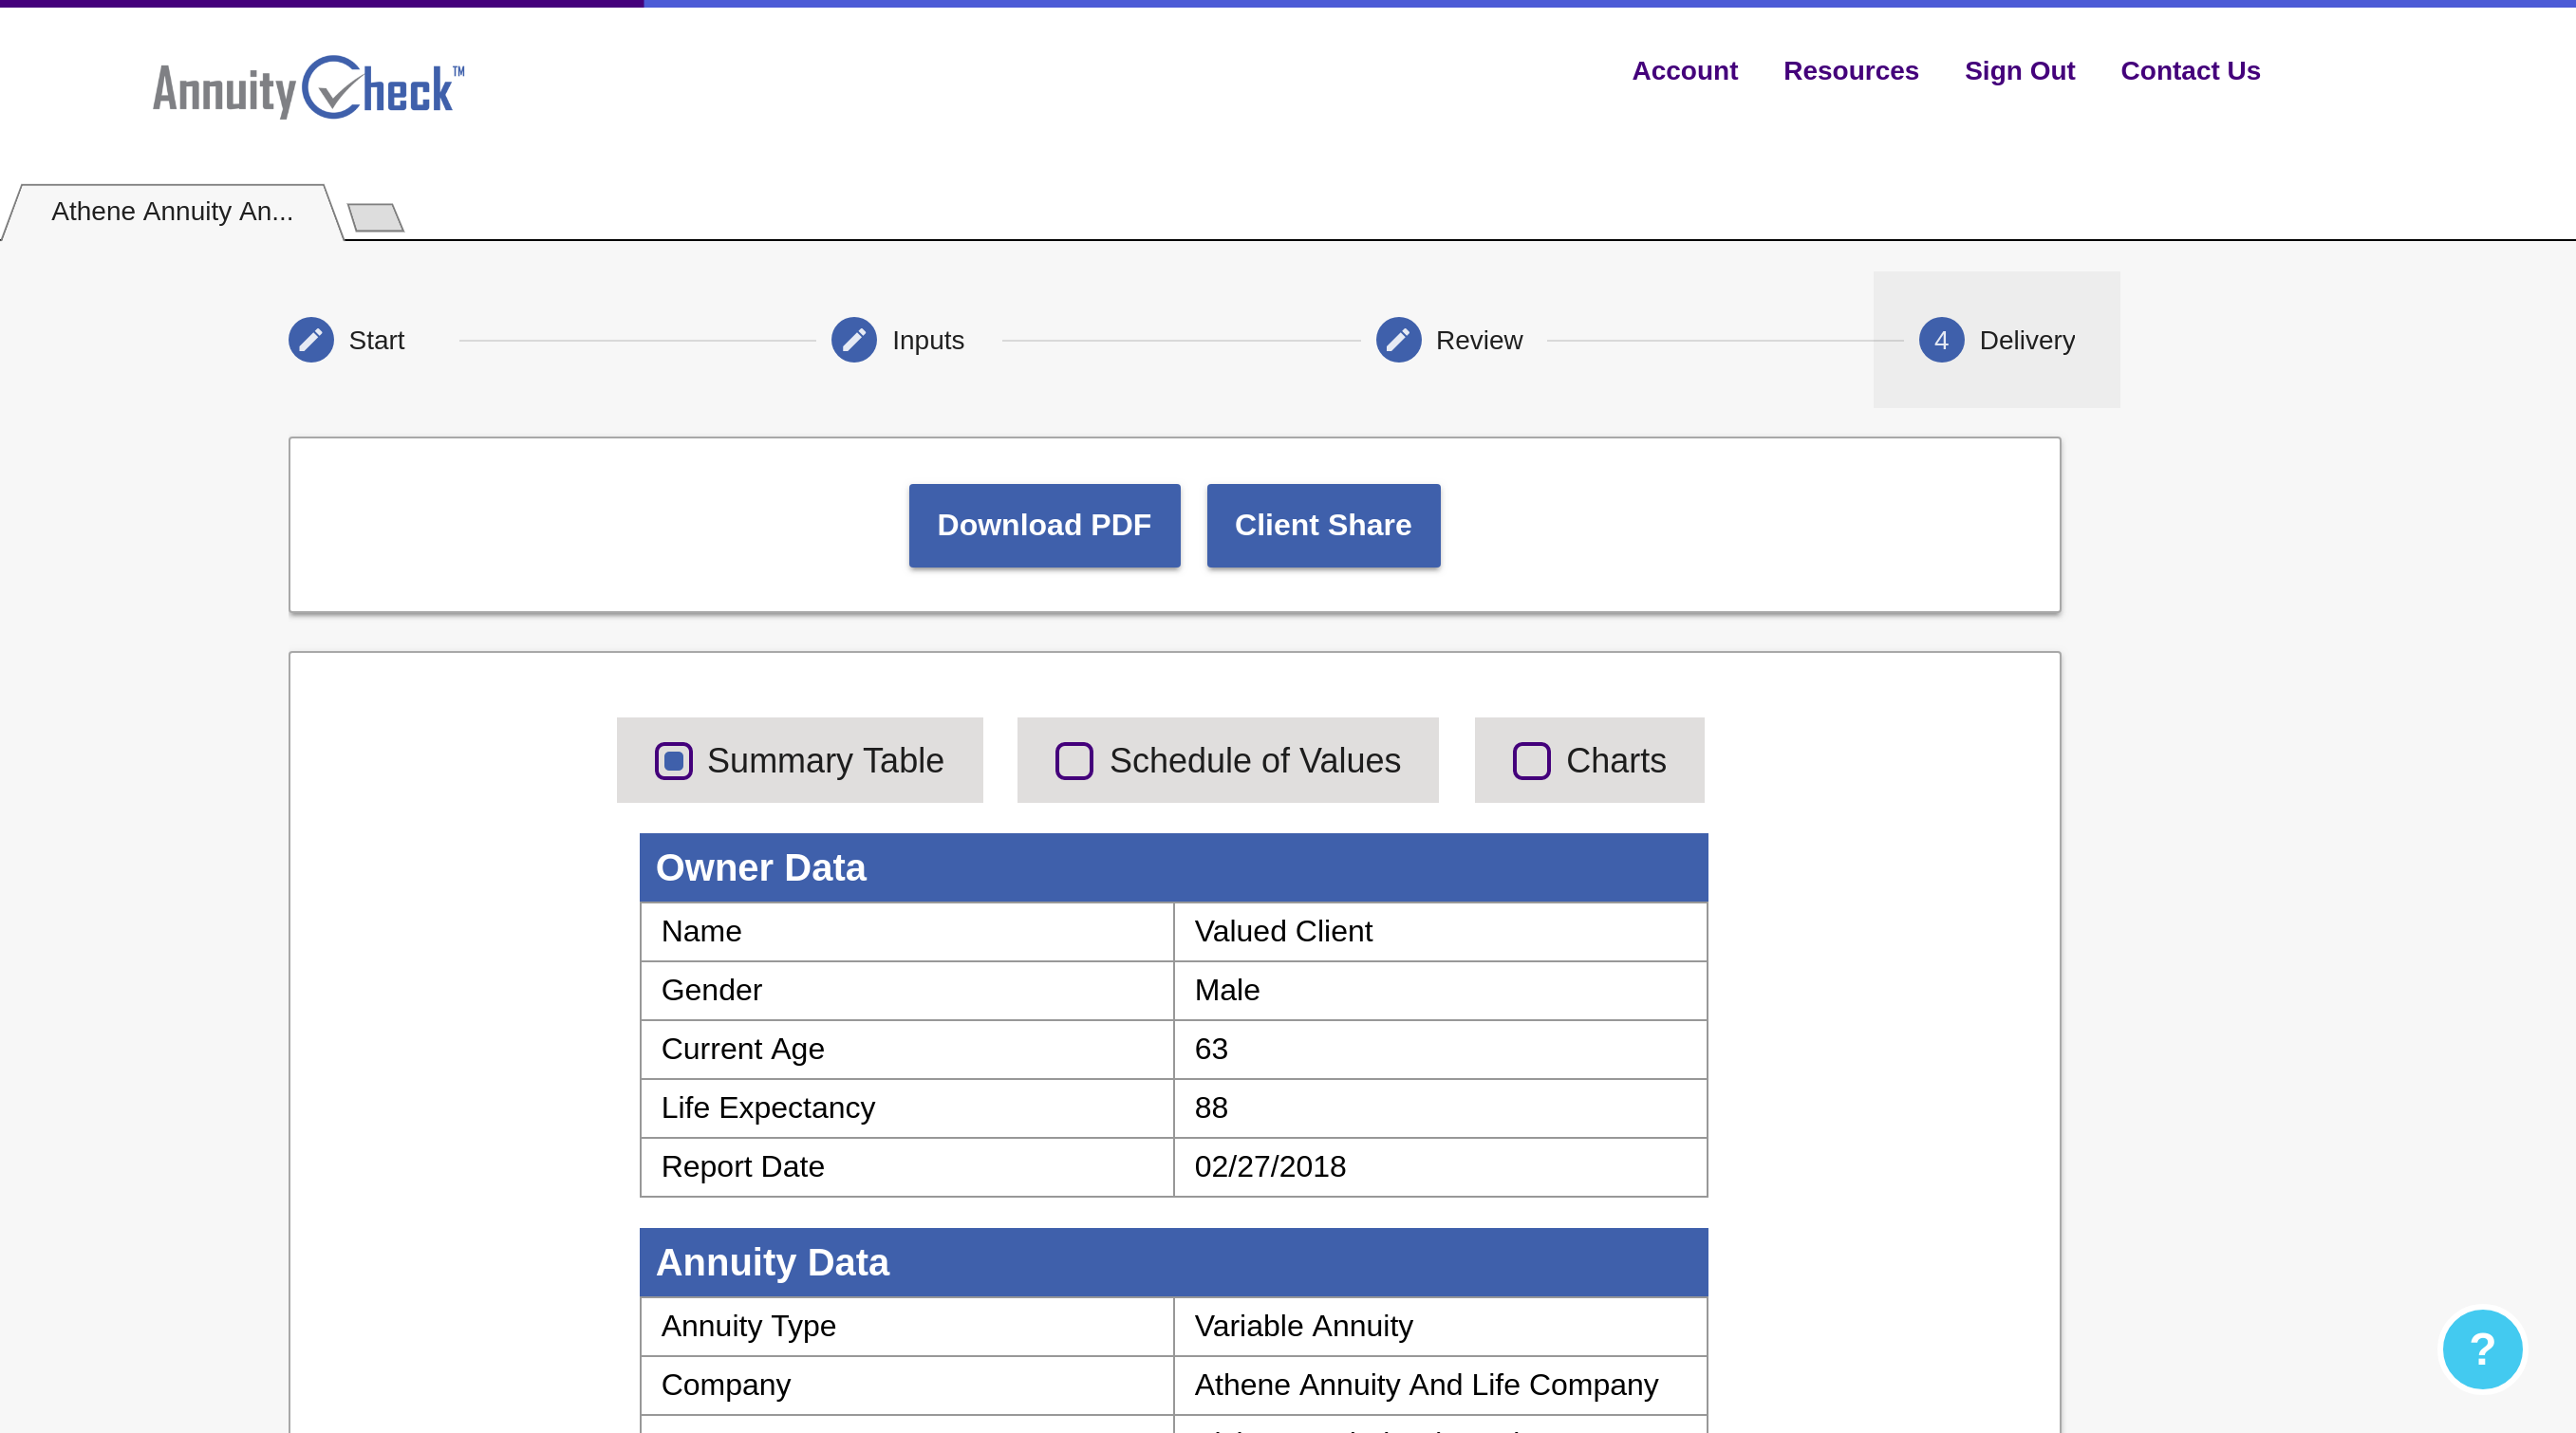 AnnuityCheck™
Account Resources Sign Out Contact Us
Athene Annuity An...
Start Inputs Review 4 Delivery
Download PDF Client Share
Summary Table Schedule of Values Charts
Owner Data
Name Valued Client
Gender Male
Current Age 63
Life Expectancy 88
Report Date 02/27/2018
Annuity Data
Annuity Type Variable Annuity
Company Athene Annuity And Life Company
?